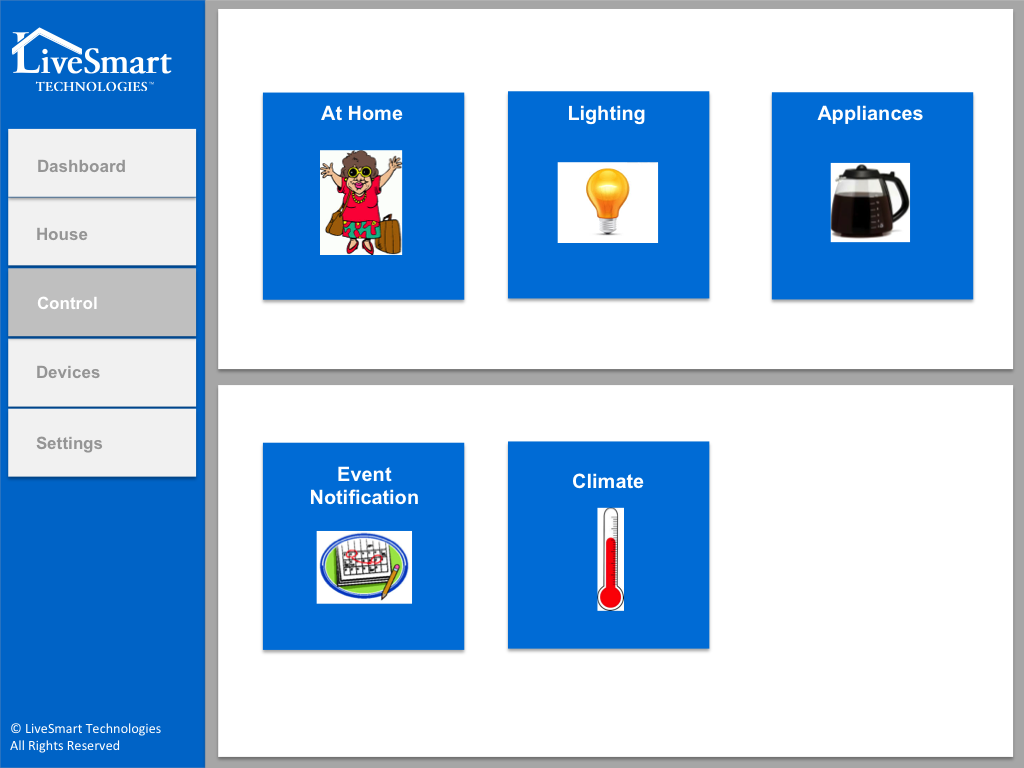 LiveSmart
TECHNOLOGIES™
Dashboard
House
Control
Devices
Settings
© LiveSmart Technologies
All Rights Reserved
At Home
Lighting
Appliances
Event
Notification
Climate